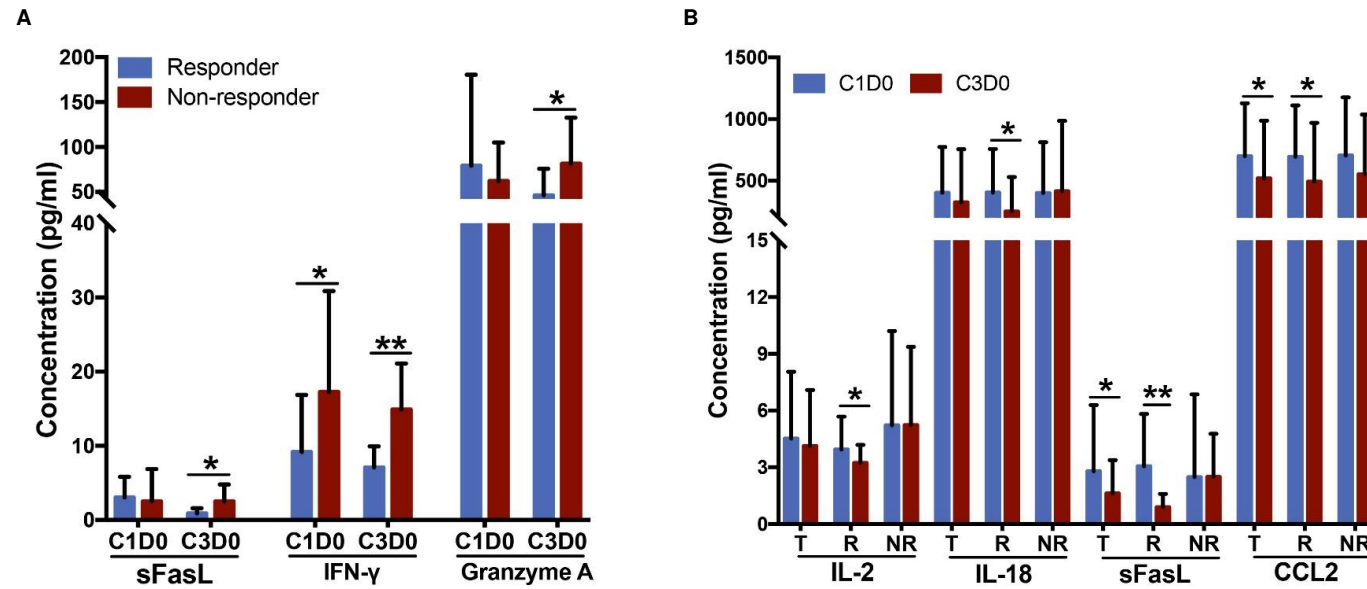 A
Concentration (pg/ml)
200
150
100
50
40
30
20
10
0
Responder
Non-responder
*
*
**
*
C1D0 C3D0 C1D0 C3D0 C1D0 C3D0
sFasL IFN-γ Granzyme A
B
Concentration (pg/ml)
1500
1000
500
15
12
9
6
3
0
C1D0 C3D0
*
*
*
**
*
*
T R NR T R NR T R NR T R NR
IL-2 IL-18 sFasL CCL2